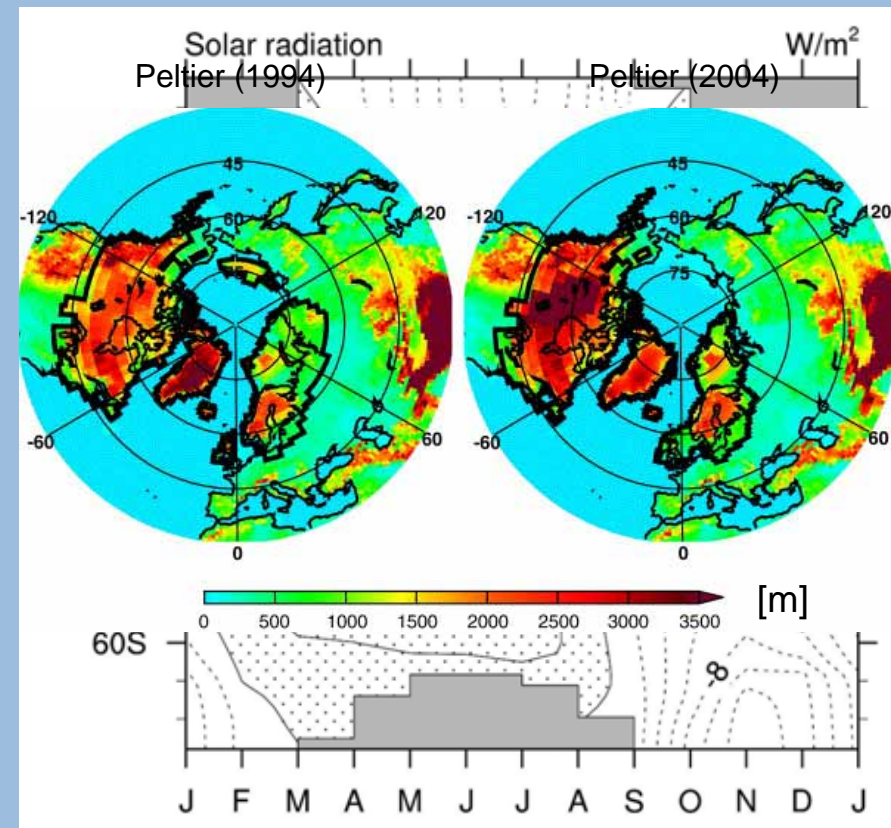 Solar radiation W/m²
Peltier (1994) Peltier (2004)
45 45
-120 60 120 -120 60 120
75 75
-60 60 -60 60
0 0
0 500 1000 1500 2000 2500 3000 3500 [m]
60S
J F M A M J J A S O N D J